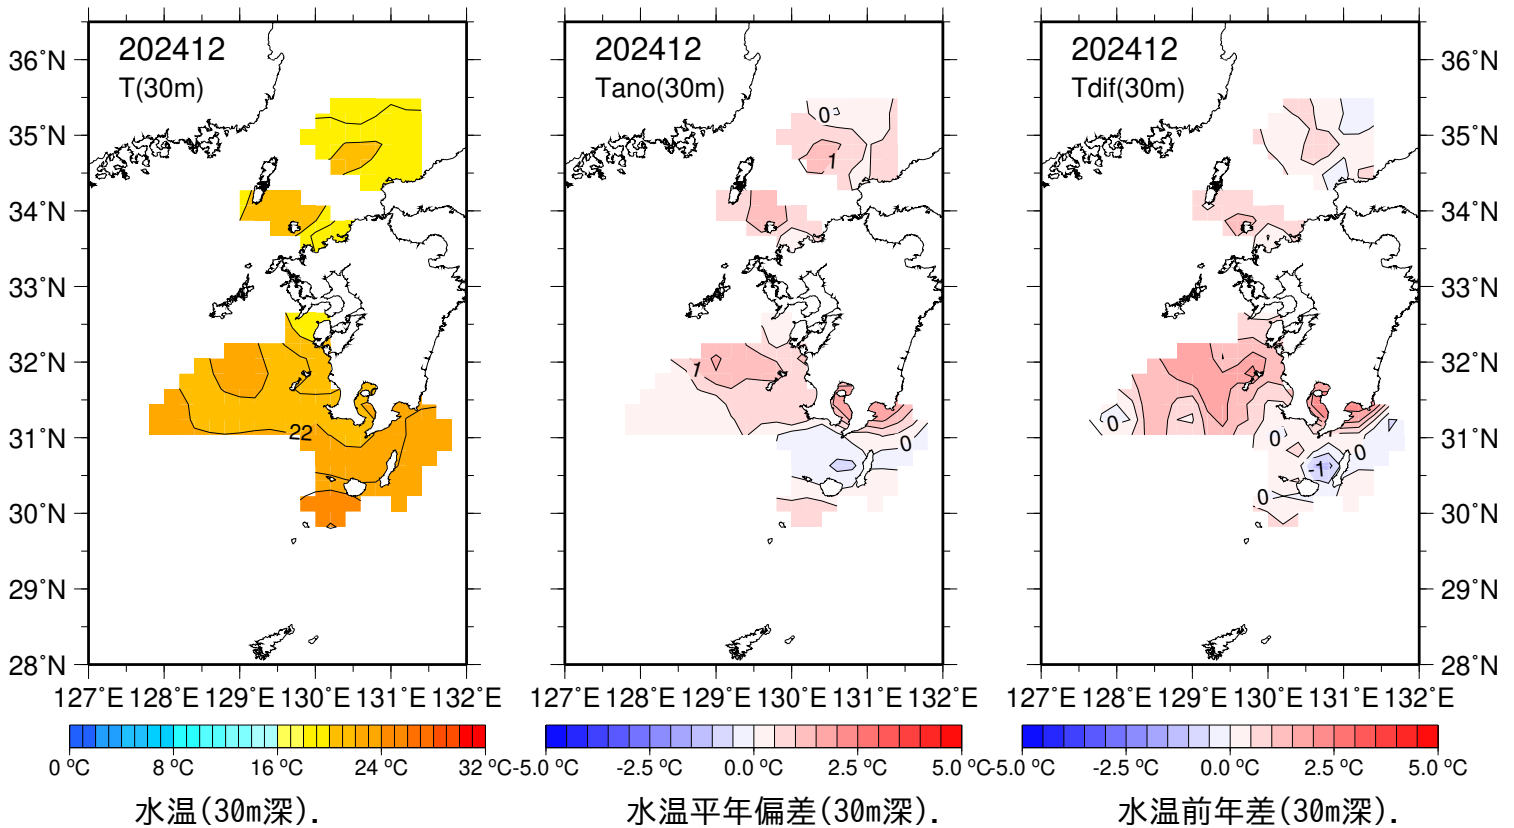 202412
T(30m)
202412
Tano(30m)
202412
Tdif(30m)
36°N
35°N
34°N
33°N
32°N
31°N
30°N
29°N
28°N
22
0
1
1
0
0
0
0
-1
0
36°N
35°N
34°N
33°N
32°N
31°N
30°N
29°N
28°N
127°E 128°E 129°E 130°E 131°E 132°E
127°E 128°E 129°E 130°E 131°E 132°E
127°E 128°E 129°E 130°E 131°E 132°E
0 °C 8 °C 16 °C 24 °C 32 °C
-5.0 °C -2.5 °C 0.0 °C 2.5 °C 5.0 °C
-5.0 °C -2.5 °C 0.0 °C 2.5 °C 5.0 °C
水温(30m深).
水温平年偏差(30m深).
水温前年差(30m深).